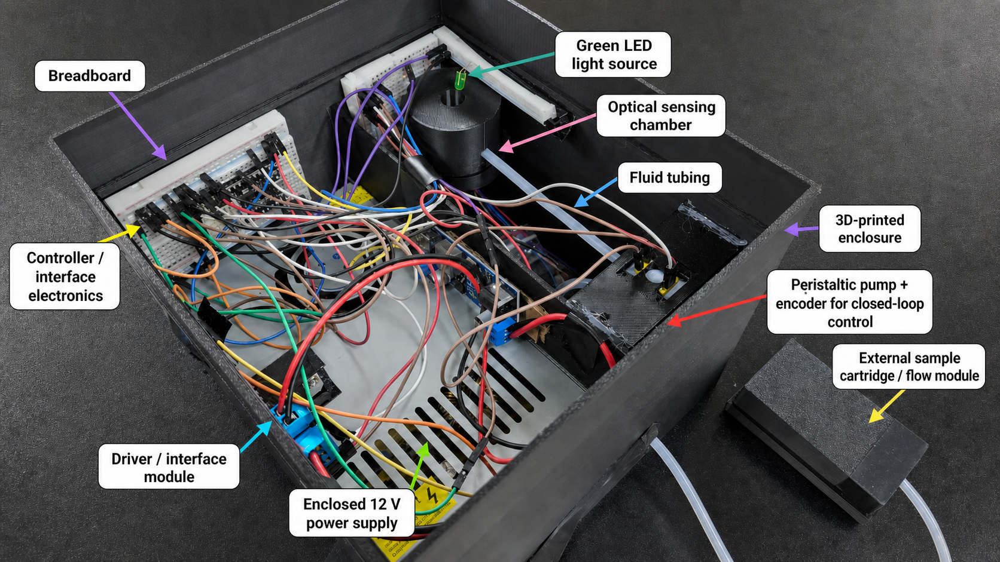 Green LED
light source
Breadboard
Optical sensing
chamber
Fluid tubing
3D-printed
enclosure
Controller /
interface
electronics
Peristaltic pump +
encoder for closed-loop
control
External sample
cartridge / flow module
Driver / interface
module
Enclosed 12 V
power supply